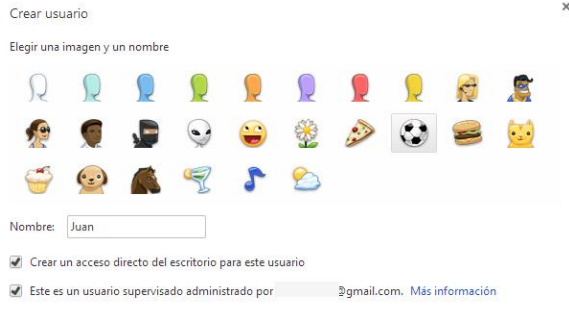 Crear usuario
Elegir una imagen y un nombre
Nombre: Juan
Crear un acceso directo del escritorio para este usuario
Este es un usuario supervisado administrado por @gmail.com. Más información